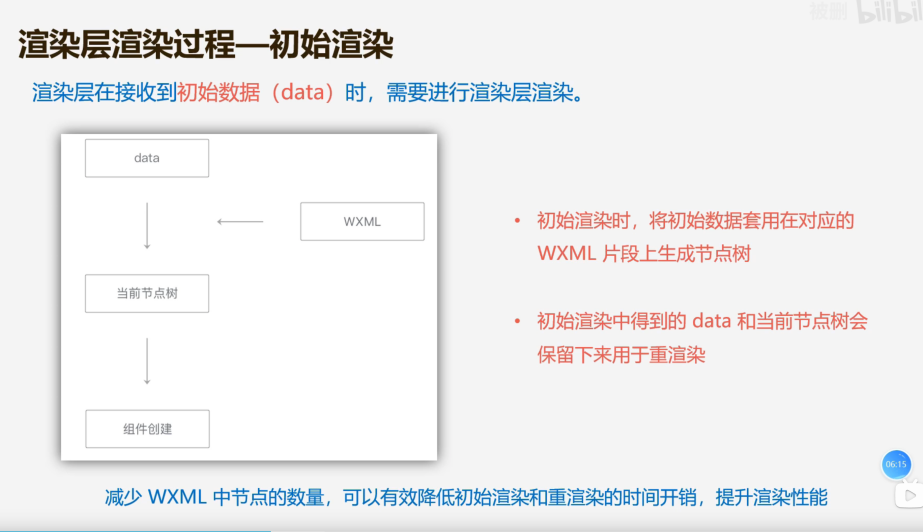 被删 bilibili
渲染层渲染过程—初始渲染
渲染层在接收到初始数据（data）时，需要进行渲染层渲染。
data
WXML
当前节点树
组件创建
• 初始渲染时，将初始数据套用在对应的
WXML 片段上生成节点树
• 初始渲染中得到的 data 和当前节点树会
保留下来用于重渲染
06:15
减少 WXML 中节点的数量，可以有效降低初始渲染和重渲染的时间开销，提升渲染性能